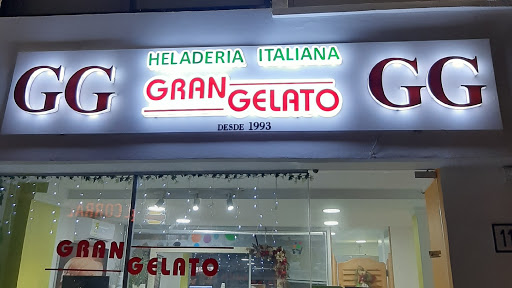 HELADERIA ITALIANA
GG GRAN GELATO GG
DESDE 1993
GRAN GELATO